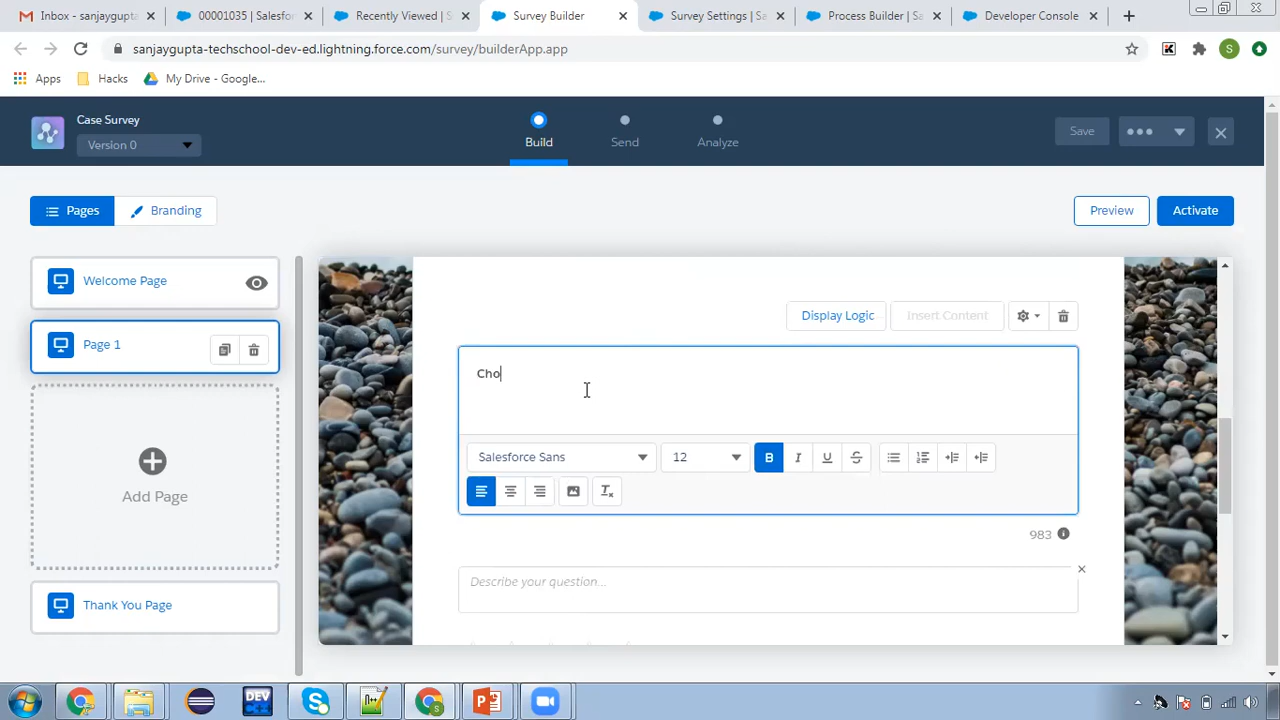 Inbox - sanjaygupta.techschool
00001035 | Salesfor
Recently Viewed | S
Survey Builder
Survey Settings | Sa
Process Builder | Sa
Developer Console
sanjaygupta-techschool-dev-ed.lightning.force.com/survey/builderApp.app
S
Apps
Hacks
My Drive - Google...
Case Survey
Version 0
Build
Send
Analyze
Save
Pages
Branding
Preview
Activate
Welcome Page
Page 1
Add Page
Thank You Page
Display Logic
Insert Content
Cho
Salesforce Sans
12
B
I
U
S
983
Describe your question...
DEV